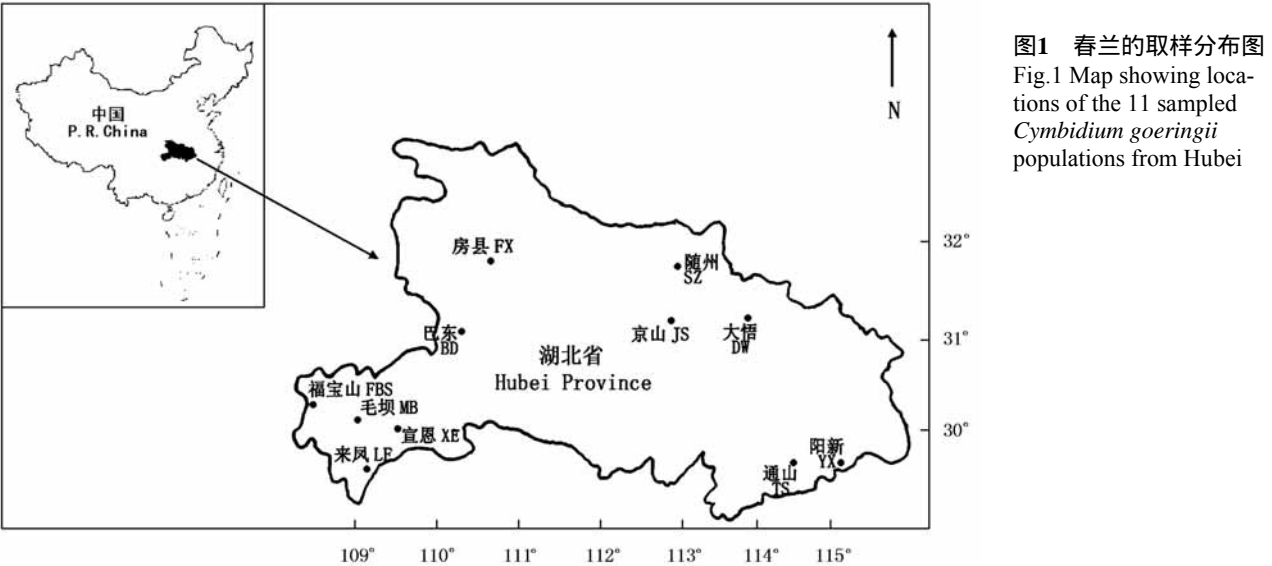 中国
P.R.China
N
房县 FX
随州
SZ
巴东
BD
京山 JS
大悟
DW
湖北省
Hubei Province
福宝山 FBS
毛坝 MB
宣恩 XE
来凤 LF
阳新
YX
通山
TS
32°
31°
30°
109° 110° 111° 112° 113° 114° 115°
图1 春兰的取样分布图
Fig.1 Map showing loca-
tions of the 11 sampled
Cymbidium goeringii
populations from Hubei